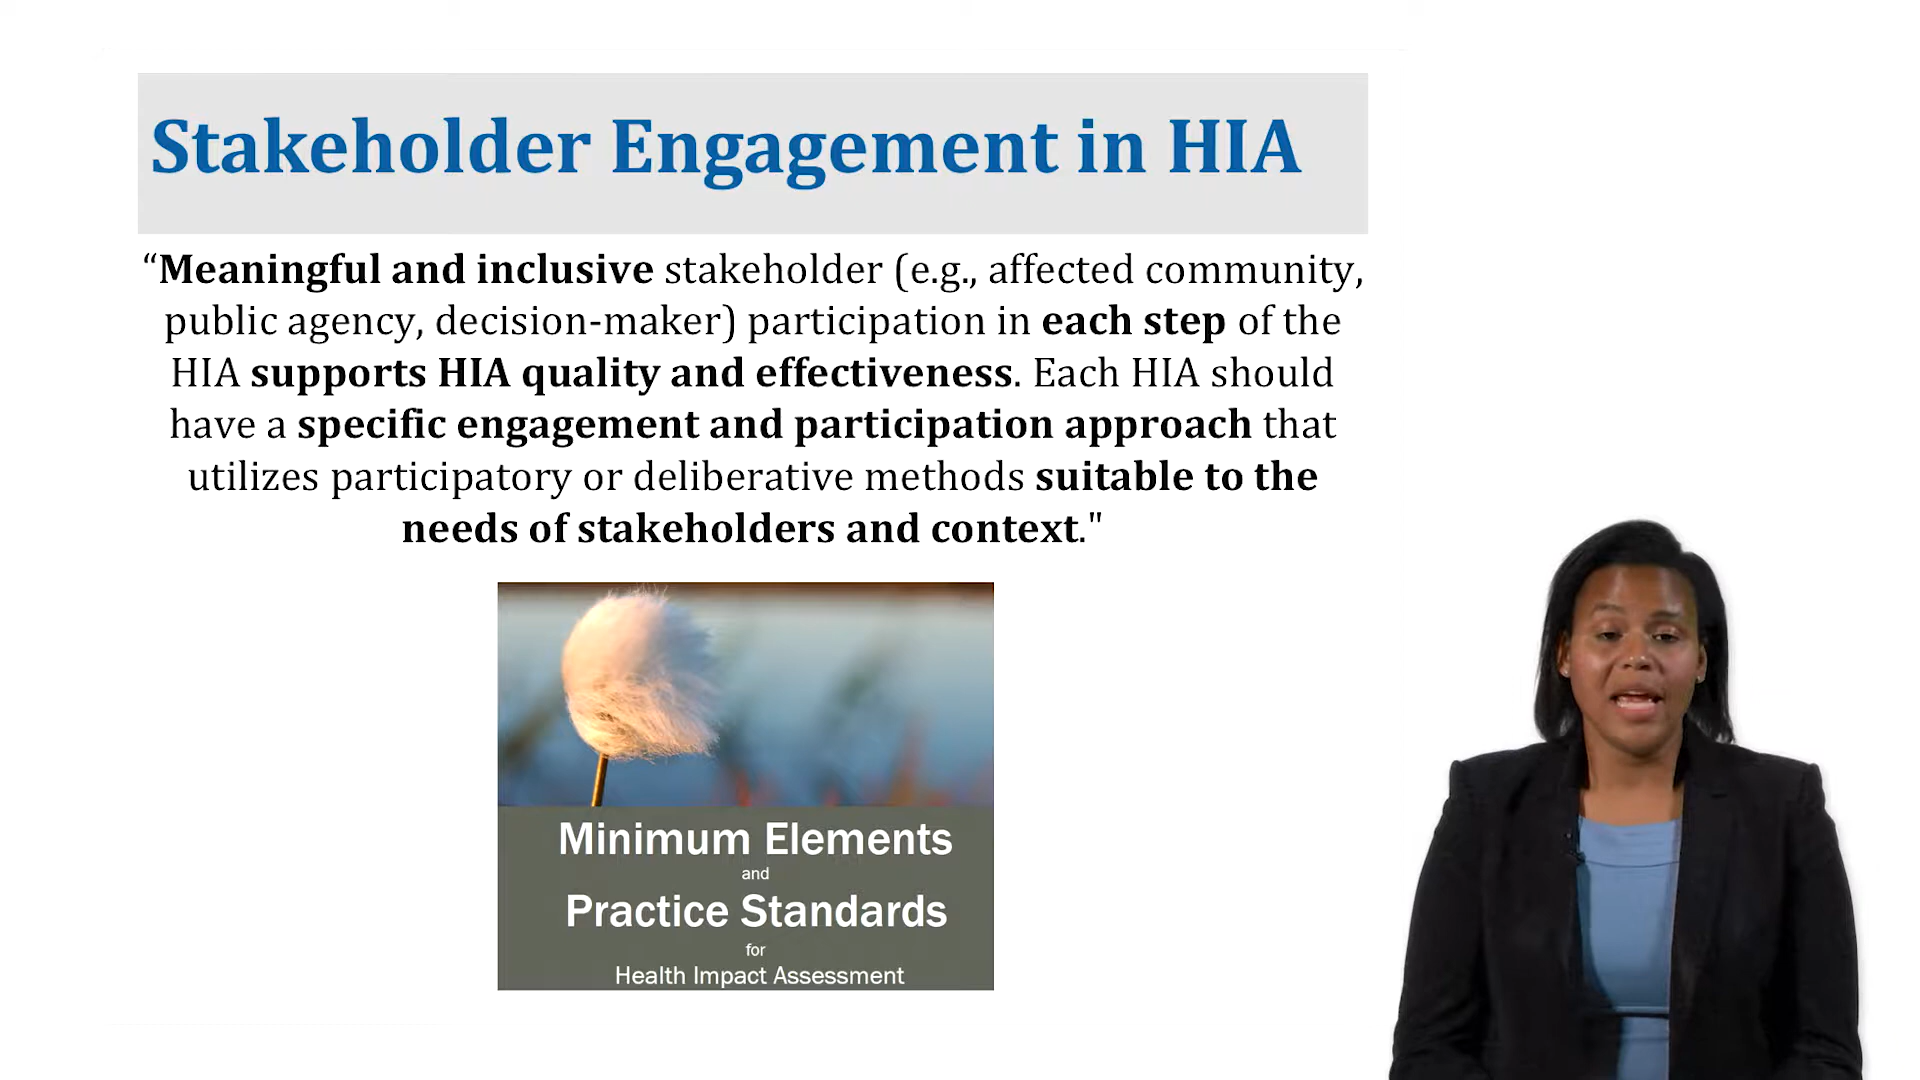 Stakeholder Engagement in HIA
“Meaningful and inclusive stakeholder (e.g., affected community,
public agency, decision-maker) participation in each step of the
HIA supports HIA quality and effectiveness. Each HIA should
have a specific engagement and participation approach that
utilizes participatory or deliberative methods suitable to the
needs of stakeholders and context."
Minimum Elements
and
Practice Standards
for
Health Impact Assessment